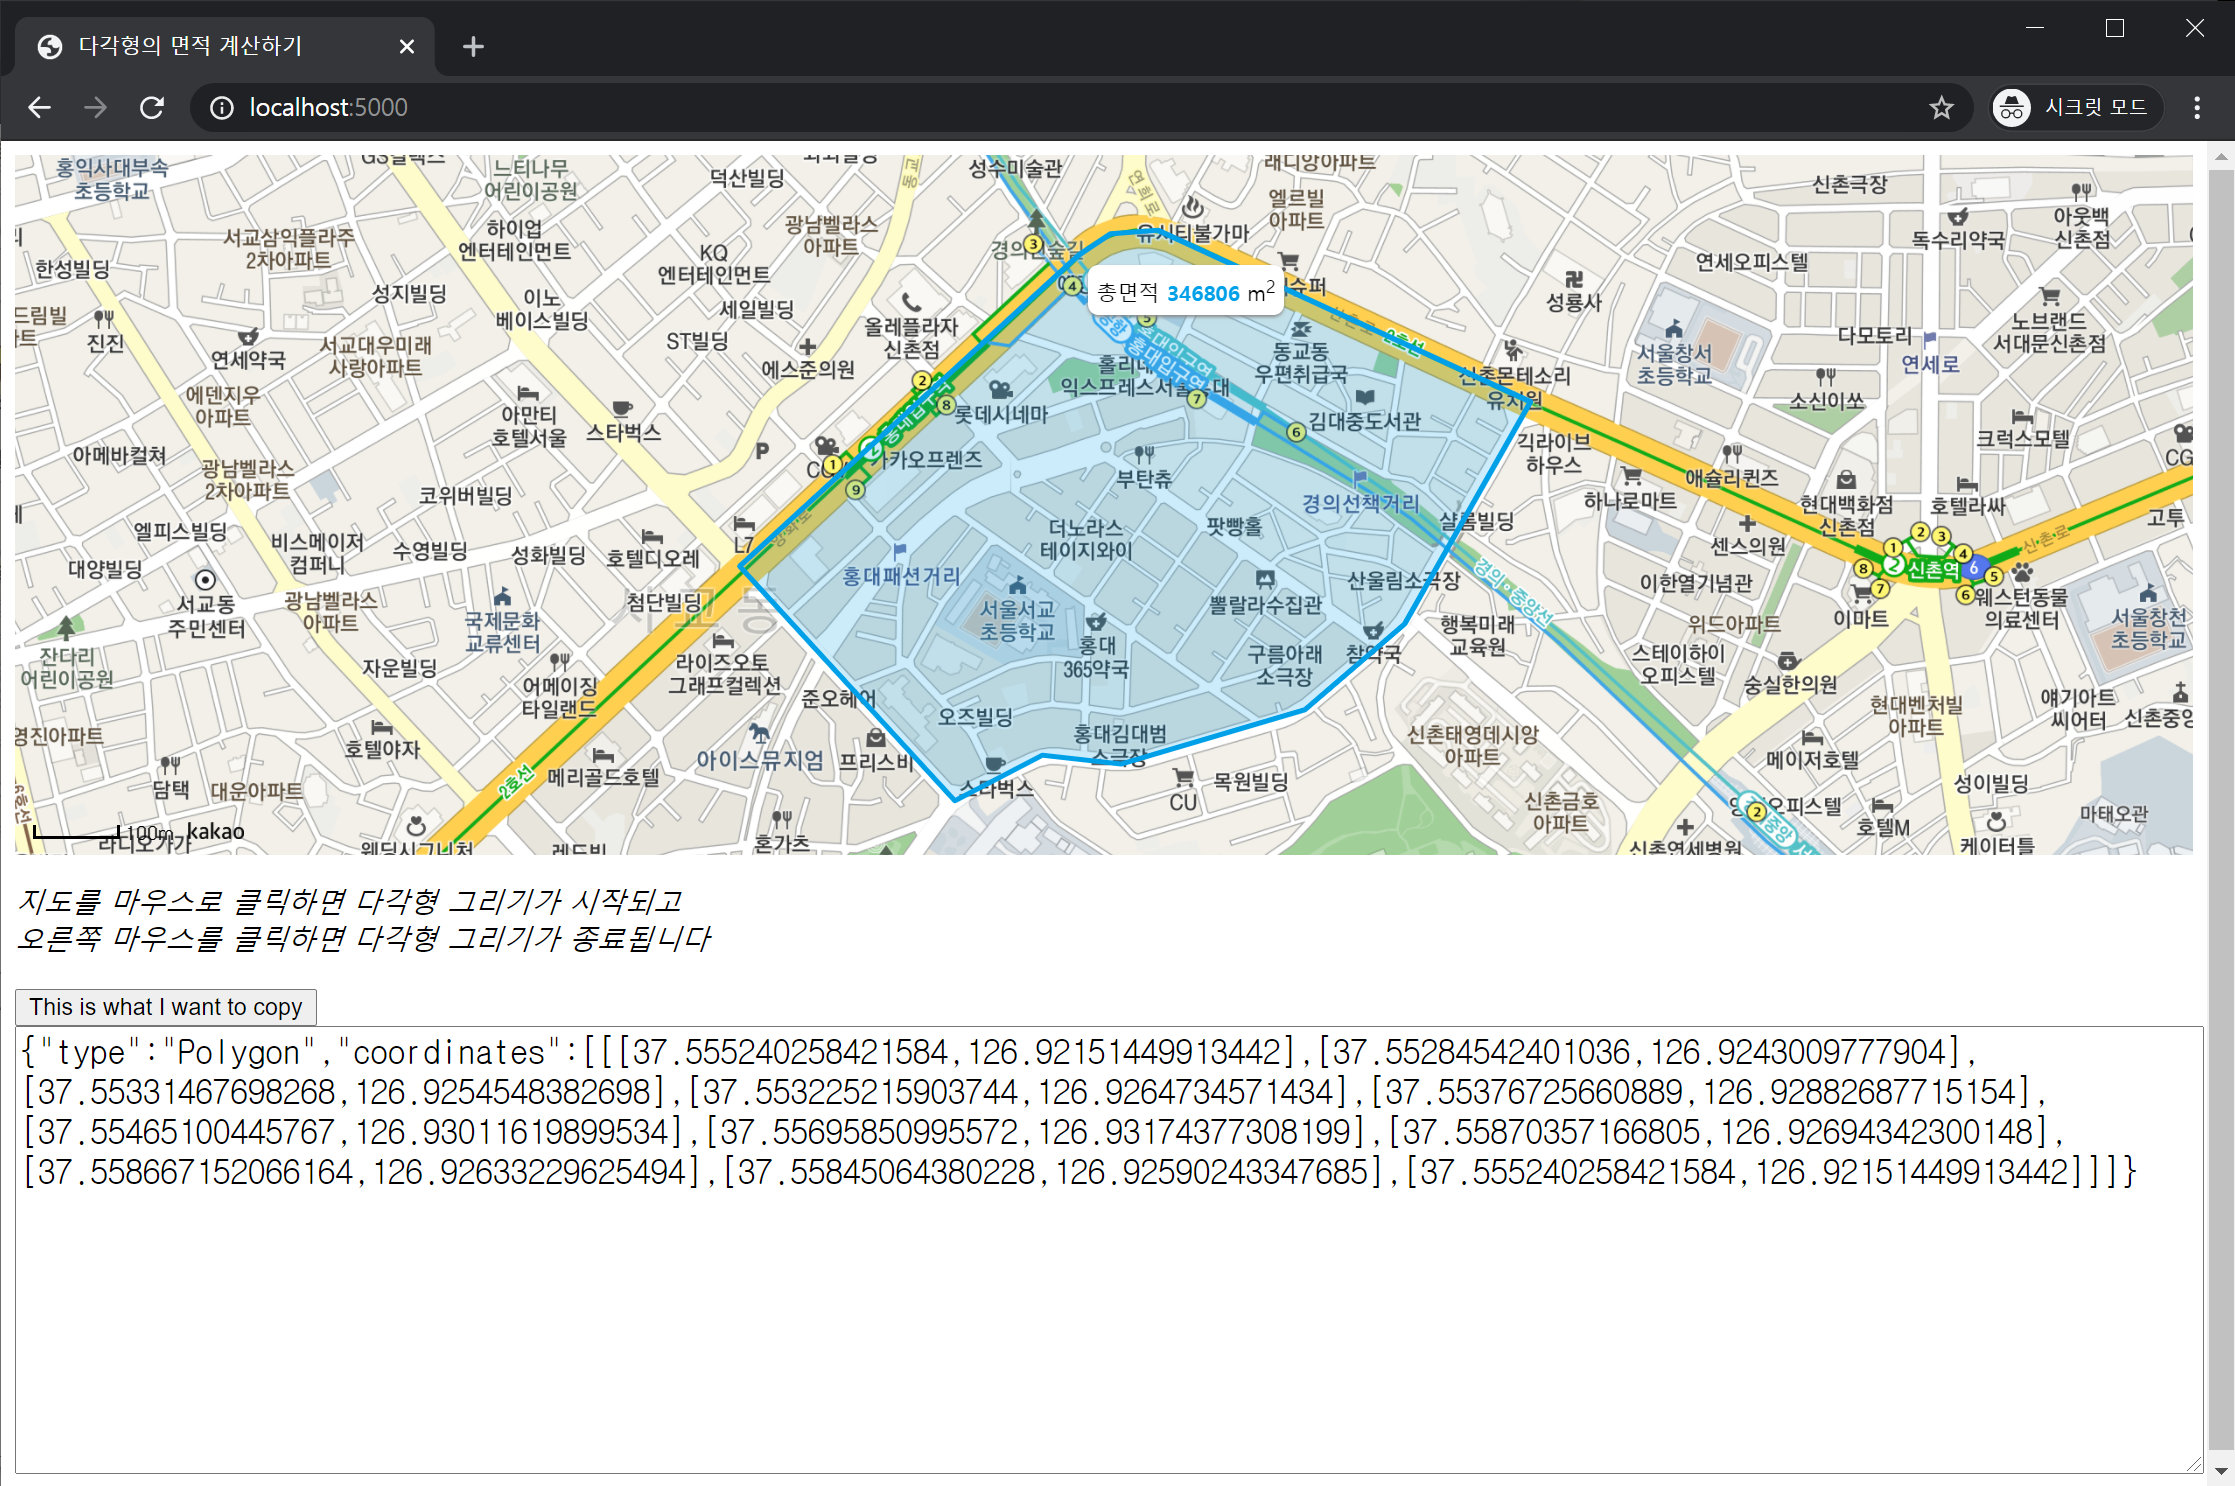 다각형의 면적 계산하기
localhost:5000
시크릿 모드
홍익사대부속
초등학교
느티나무
어린이공원
덕산빌딩
성수미술관
래디앙아파트
엘르빌
아파트
신촌극장
아웃백
신촌점
독수리약국
하이업
엔터테인먼트
광남벨라스
아파트
서교삼익플라주
2차아파트
KQ
엔터테인먼트
연희로
유서티불가마
연세오피스텔
한성빌딩
성지빌딩
이노
베이스빌딩
세일빌딩
ST빌딩
올레플라자
신촌점
총면적 346806 m2
성룡사
노브랜드
서대문신촌점
다모토리
연세로
진진
연세약국
서교대우미래
사랑아파트
에스준의원
동교동
우편취급국
신촌로
2호선
신촌몬테소리
유치원
서울창서
초등학교
소신이쏘
에덴지우
아파트
아만티
호텔서울
스타벅스
롯데시네마
홍대입구역
홍대입구역
김대중도서관
긱라이브
하우스
크럭스모텔
아메바컬쳐
광남벨라스
2차아파트
코위버빌딩
카카오프렌즈
부탄츄
경의선책거리
하나로마트
애슐리퀸즈
현대백화점
신촌점
호텔라싸
고투
엘피스빌딩
비스메이저
컴퍼니
수영빌딩
성화빌딩
호텔디오레
L7
양화로
더노라스
테이지와이
팟빵홀
살롬빌딩
센스의원
신촌역
신촌로
대양빌딩
홍대패션거리
산울림소극장
경의·중앙선
이한열기념관
서교동
주민센터
광남벨라스
아파트
국제문화
교류센터
첨단빌딩
서교동
서울서교
초등학교
뽈랄라수집관
행복미래
교육원
위드아파트
이마트
웨스턴동물
의료센터
서울창천
초등학교
잔다리
어린이공원
자운빌딩
어메이징
타일랜드
라이즈오토
그래프컬렉션
준오헤어
홍대
365약국
구름아래
소극장
참약국
스테이하이
오피스텔
숭실한의원
얘기아트
씨어터
영진아파트
호텔야자
오즈빌딩
홍대김대범
소극장
신촌태영데시앙
아파트
현대벤처빌
아파트
담택
대운아파트
2호선
메리골드호텔
아이스뮤지엄
프리스비
스타벅스
CU
목원빌딩
메이저호텔
성이빌딩
신촌금호
아파트
호텔M
마태오관
100m
kakao
라디오가가
혼가츠
신촌연세병원
케이터틀
지도를 마우스로 클릭하면 다각형 그리기가 시작되고
오른쪽 마우스를 클릭하면 다각형 그리기가 종료됩니다
This is what I want to copy
{"type":"Polygon","coordinates":[[[37.555240258421584,126.92151449913442],[37.55284542401036,126.9243009777904],
[37.55331467698268,126.9254548382698],[37.553225215903744,126.9264734571434],[37.55376725660889,126.92882687715154],
[37.55465100445767,126.93011619899534],[37.55695850995572,126.93174377308199],[37.55870357166805,126.92694342300148],
[37.558667152066164,126.92633229625494],[37.55845064380228,126.92590243347685],[37.555240258421584,126.92151449913442]]]}